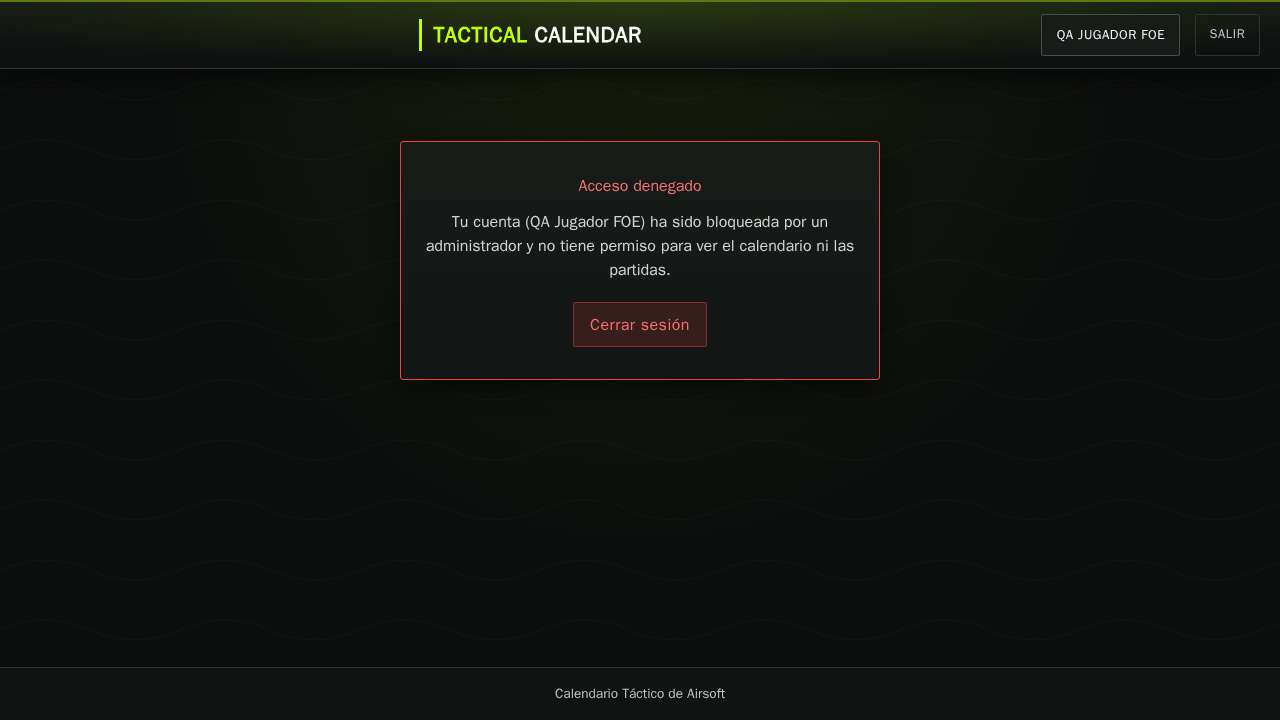 TACTICAL CALENDAR
QA JUGADOR FOE
SALIR
Acceso denegado
Tu cuenta (QA Jugador FOE) ha sido bloqueada por un
administrador y no tiene permiso para ver el calendario ni las
partidas.
Cerrar sesión
Calendario Táctico de Airsoft